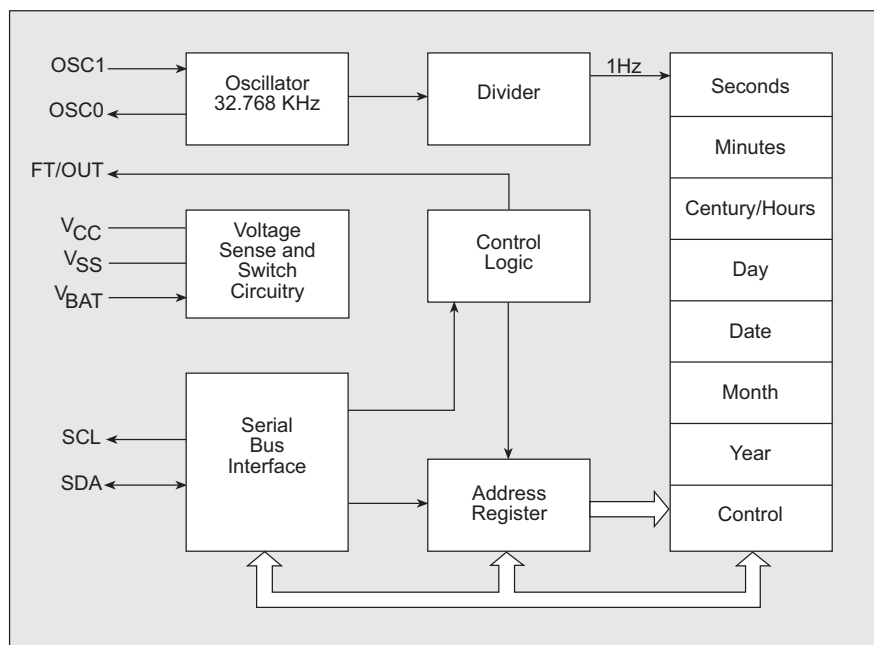 OSC1
OSC0
Oscillator
32.768 KHz
Divider
1Hz
Seconds
Minutes
Century/Hours
Day
Date
Month
Year
Control
FT/OUT
VCC
VSS
VBAT
Voltage
Sense and
Switch
Circuitry
Control
Logic
SCL
SDA
Serial
Bus
Interface
Address
Register